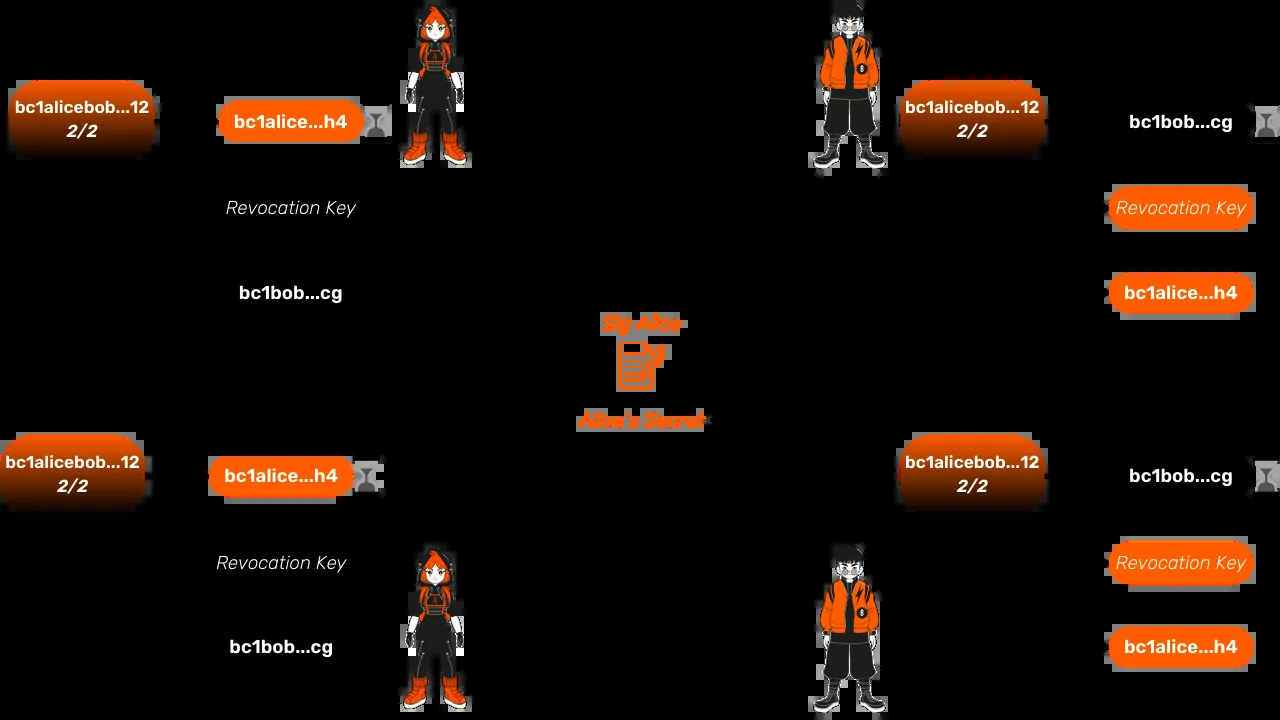 bc1alicebob...12
2/2
bc1alice...h4
Revocation Key
bc1bob...cg
bc1alicebob...12
2/2
bc1bob...cg
Revocation Key
bc1alice...h4
Sig Alice
Alice's Secret
bc1alicebob...12
2/2
bc1alice...h4
Revocation Key
bc1bob...cg
bc1alicebob...12
2/2
bc1bob...cg
Revocation Key
bc1alice...h4